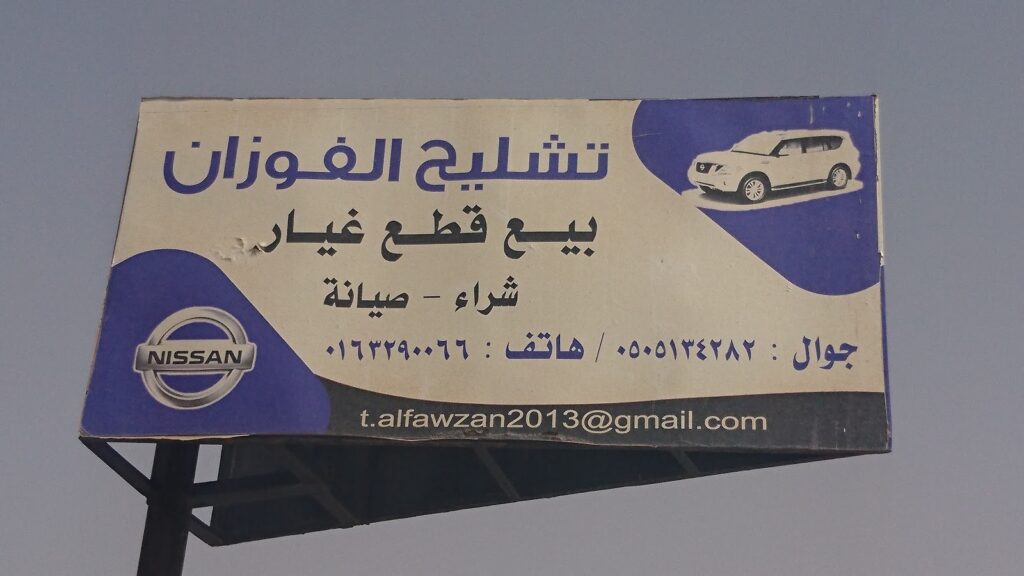 تشليح الفوزان
بيع قطع غيار
شراء - صيانة
جوال : ٠٥٠٥١٣٤٢٨٢ / هاتف : ٠١٦٣٢٩٠٠٦٦
NISSAN
t.alfawzan2013@gmail.com